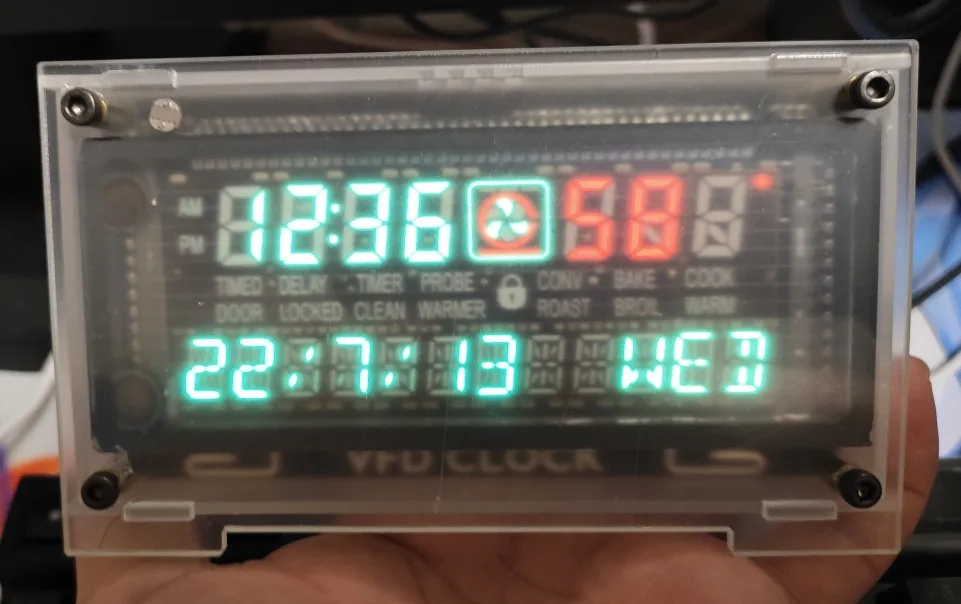 AM 12:36 58
PM
TIMED DELAY TIMER PROBE CONV BAKE COOK
DOOR LOCKED CLEAN WARMER ROAST BROIL WARM
22/7/13 WED
VFD CLOCK